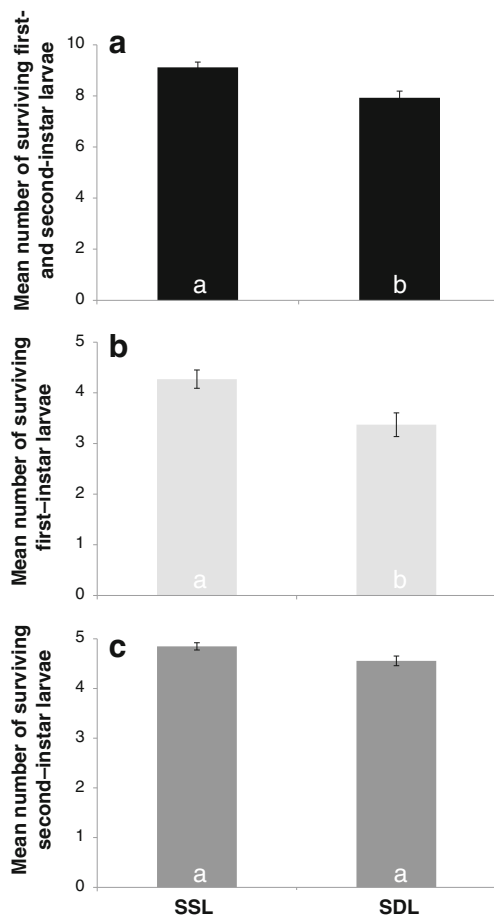 Mean number of surviving first-
and second-instar larvae
a
10
8
6
4
2
0
a
b
Mean number of surviving
first–instar larvae
b
5
4
3
2
1
0
a
b
Mean number of surviving
second–instar larvae
c
5
4
3
2
1
0
a
a
SSL
SDL